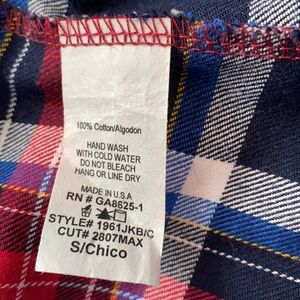 100% Cotton/Algodon
HAND WASH
WITH COLD WATER
DO NOT BLEACH
HANG OR LINE DRY
MADE IN U.S.A
RN # GA8625-1
STYLE# 1961JKB/C
CUT# 2807MAX
S/Chico